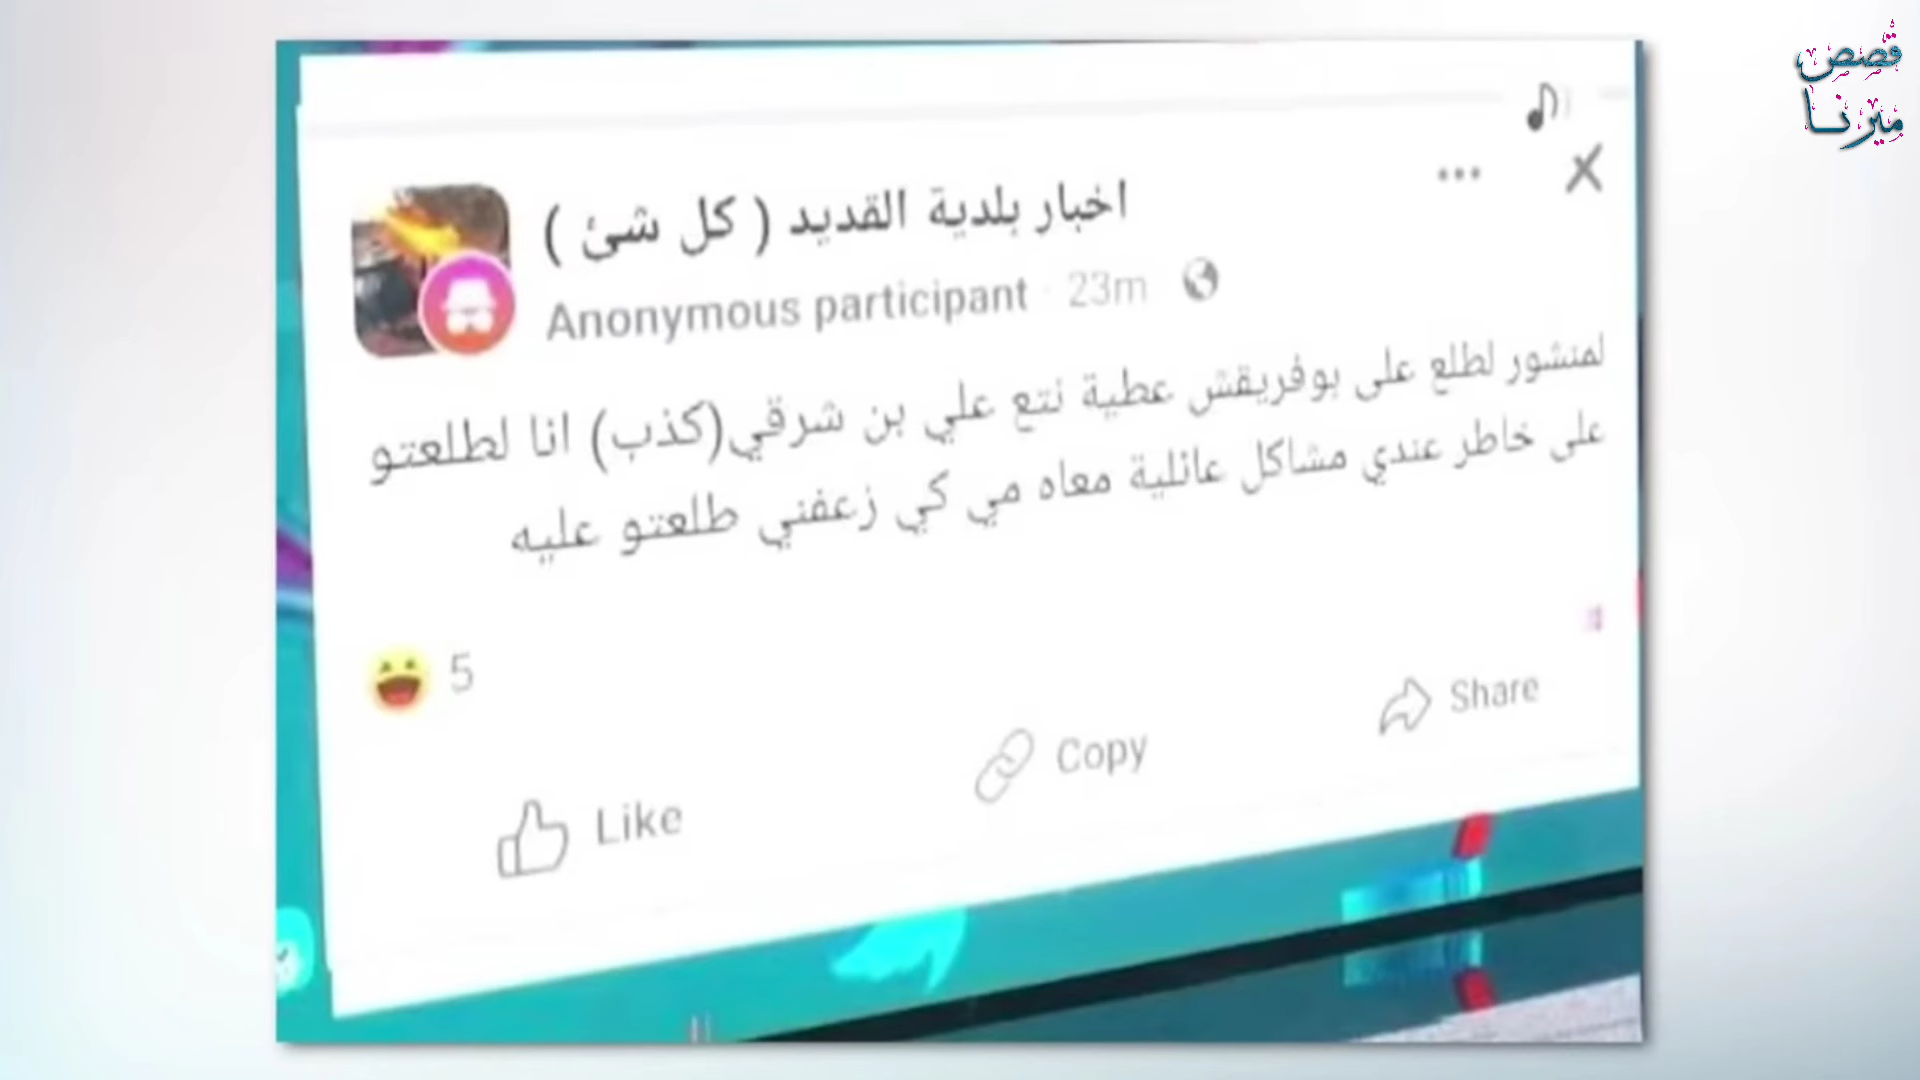 قصص
ميرنا
اخبار بلدية القديد ( كل شئ )
Anonymous participant · 23m
لمنشور لطلع على بوفريقش عطية نتع علي بن شرقي(كذب) انا لطلعتو
على خاطر عندي مشاكل عائلية معاه مي كي زعفني طلعتو عليه
5
Like
Copy
Share